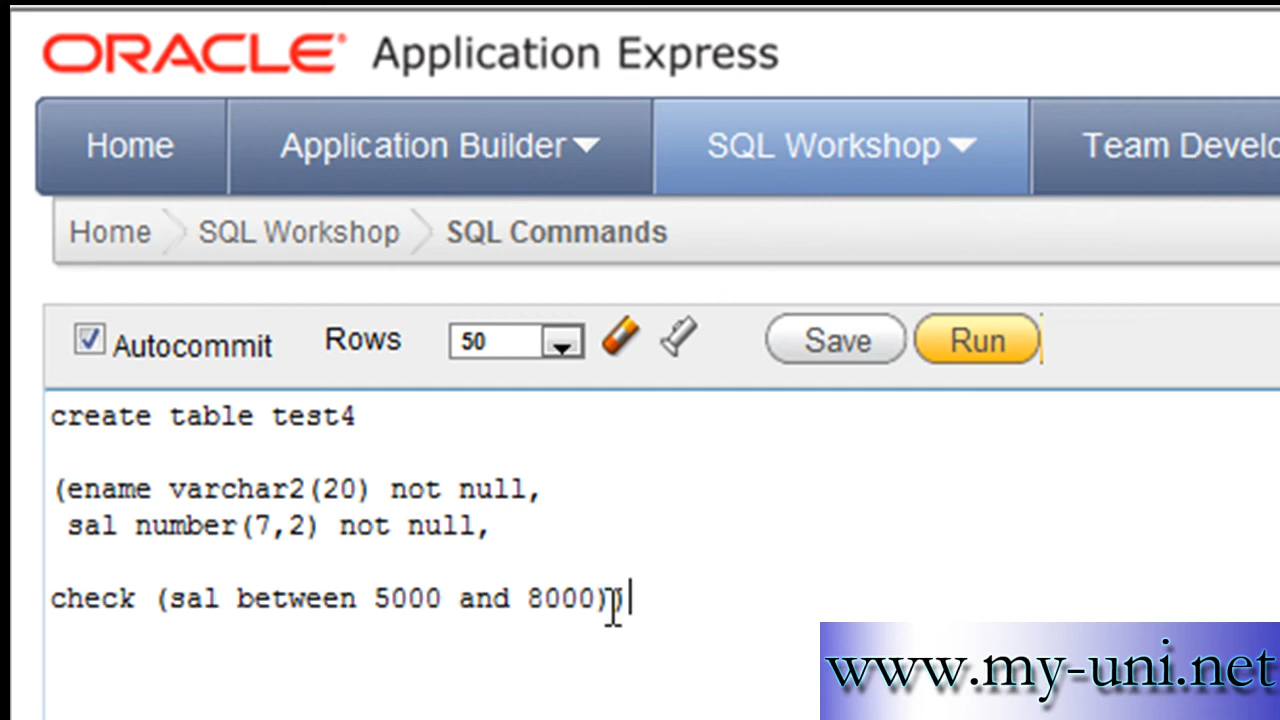 ORACLE Application Express
Home Application Builder SQL Workshop Team Develo
Home SQL Workshop SQL Commands
Autocommit Rows 50 Save Run
create table test4
(ename varchar2(20) not null,
sal number(7,2) not null,
check (sal between 5000 and 8000))
www.my-uni.net